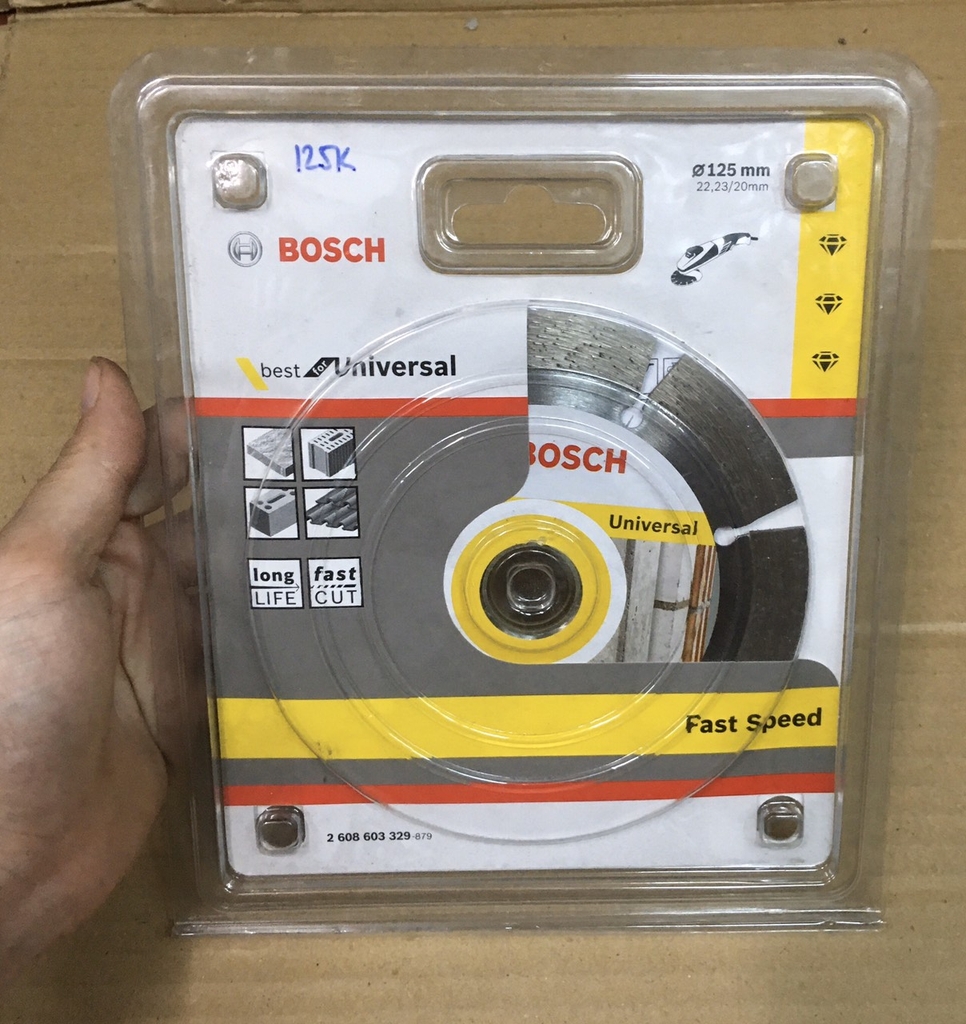 125K
Ø125 mm
22,23/20mm
BOSCH
best for Universal
BOSCH
Universal
long
LIFE
fast
CUT
Fast Speed
2 608 603 329-879